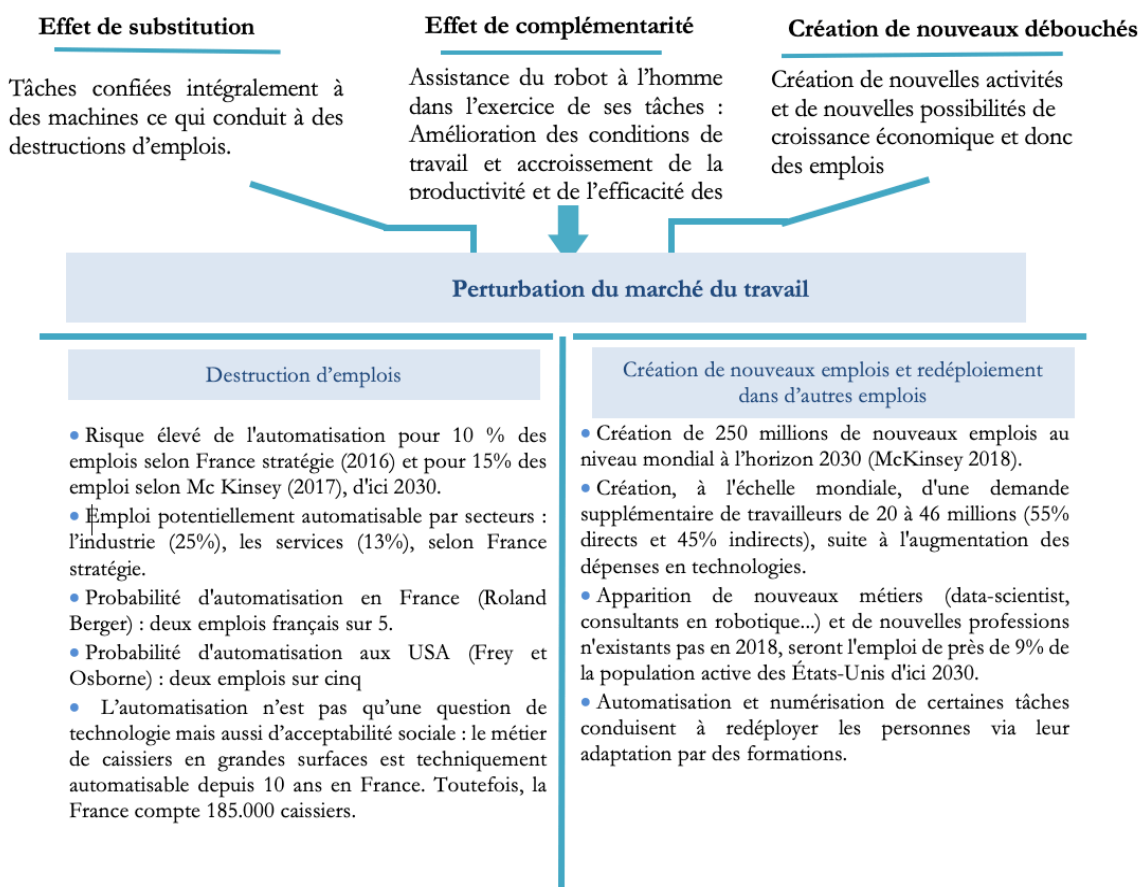 Effet de substitution
Tâches confiées intégralement à
des machines ce qui conduit à des
destructions d'emplois.
Effet de complémentarité
Assistance du robot à l'homme
dans l'exercice de ses tâches :
Amélioration des conditions de
travail et accroissement de la
productivité et de l'efficacité des
Création de nouveaux débouchés
Création de nouvelles activités
et de nouvelles possibilités de
croissance économique et donc
des emplois
Perturbation du marché du travail
Destruction d'emplois
• Risque élevé de l'automatisation pour 10 % des
emplois selon France stratégie (2016) et pour 15% des
emploi selon Mc Kinsey (2017), d'ici 2030.
• Emploi potentiellement automatisable par secteurs :
l'industrie (25%), les services (13%), selon France
stratégie.
• Probabilité d'automatisation en France (Roland
Berger) : deux emplois français sur 5.
• Probabilité d'automatisation aux USA (Frey et
Osborne) : deux emplois sur cinq
• L'automatisation n'est pas qu'une question de
technologie mais aussi d'acceptabilité sociale : le métier
de caissiers en grandes surfaces est techniquement
automatisable depuis 10 ans en France. Toutefois, la
France compte 185.000 caissiers.
Création de nouveaux emplois et redéploiement
dans d'autres emplois
• Création de 250 millions de nouveaux emplois au
niveau mondial à l'horizon 2030 (McKinsey 2018).
• Création, à l'échelle mondiale, d'une demande
supplémentaire de travailleurs de 20 à 46 millions (55%
directs et 45% indirects), suite à l'augmentation des
dépenses en technologies.
• Apparition de nouveaux métiers (data-scientist,
consultants en robotique...) et de nouvelles professions
n'existants pas en 2018, seront l'emploi de près de 9% de
la population active des États-Unis d'ici 2030.
• Automatisation et numérisation de certaines tâches
conduisent à redéployer les personnes via leur
adaptation par des formations.